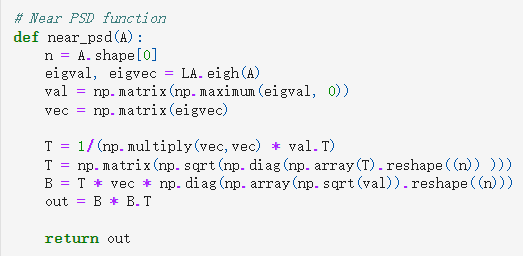 # Near PSD function
def near_psd(A):
    n = A.shape[0]
    eigval, eigvec = LA.eigh(A)
    val = np.matrix(np.maximum(eigval, 0))
    vec = np.matrix(eigvec)

    T = 1/(np.multiply(vec,vec) * val.T)
    T = np.matrix(np.sqrt(np.diag(np.array(T).reshape((n)) )))
    B = T * vec * np.diag(np.array(np.sqrt(val)).reshape((n)))
    out = B * B.T

    return out